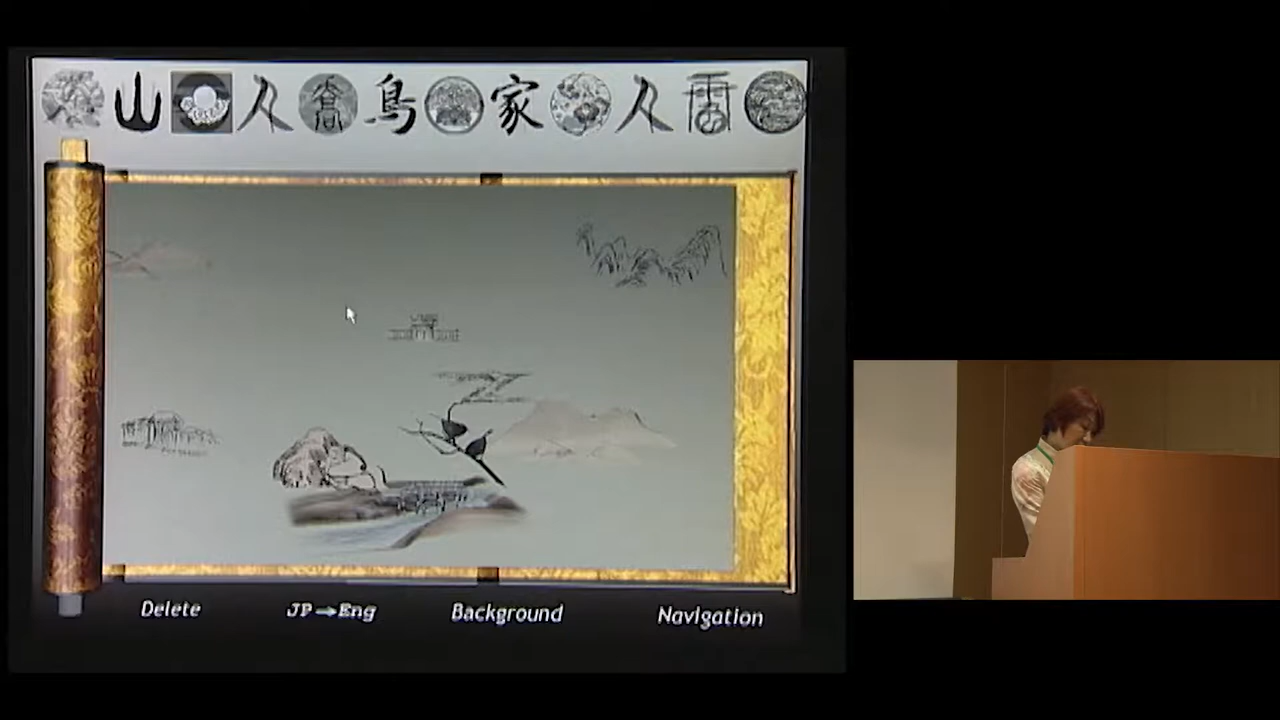 山 人 鳥 家 人
Delete JP→Eng Background Navigation